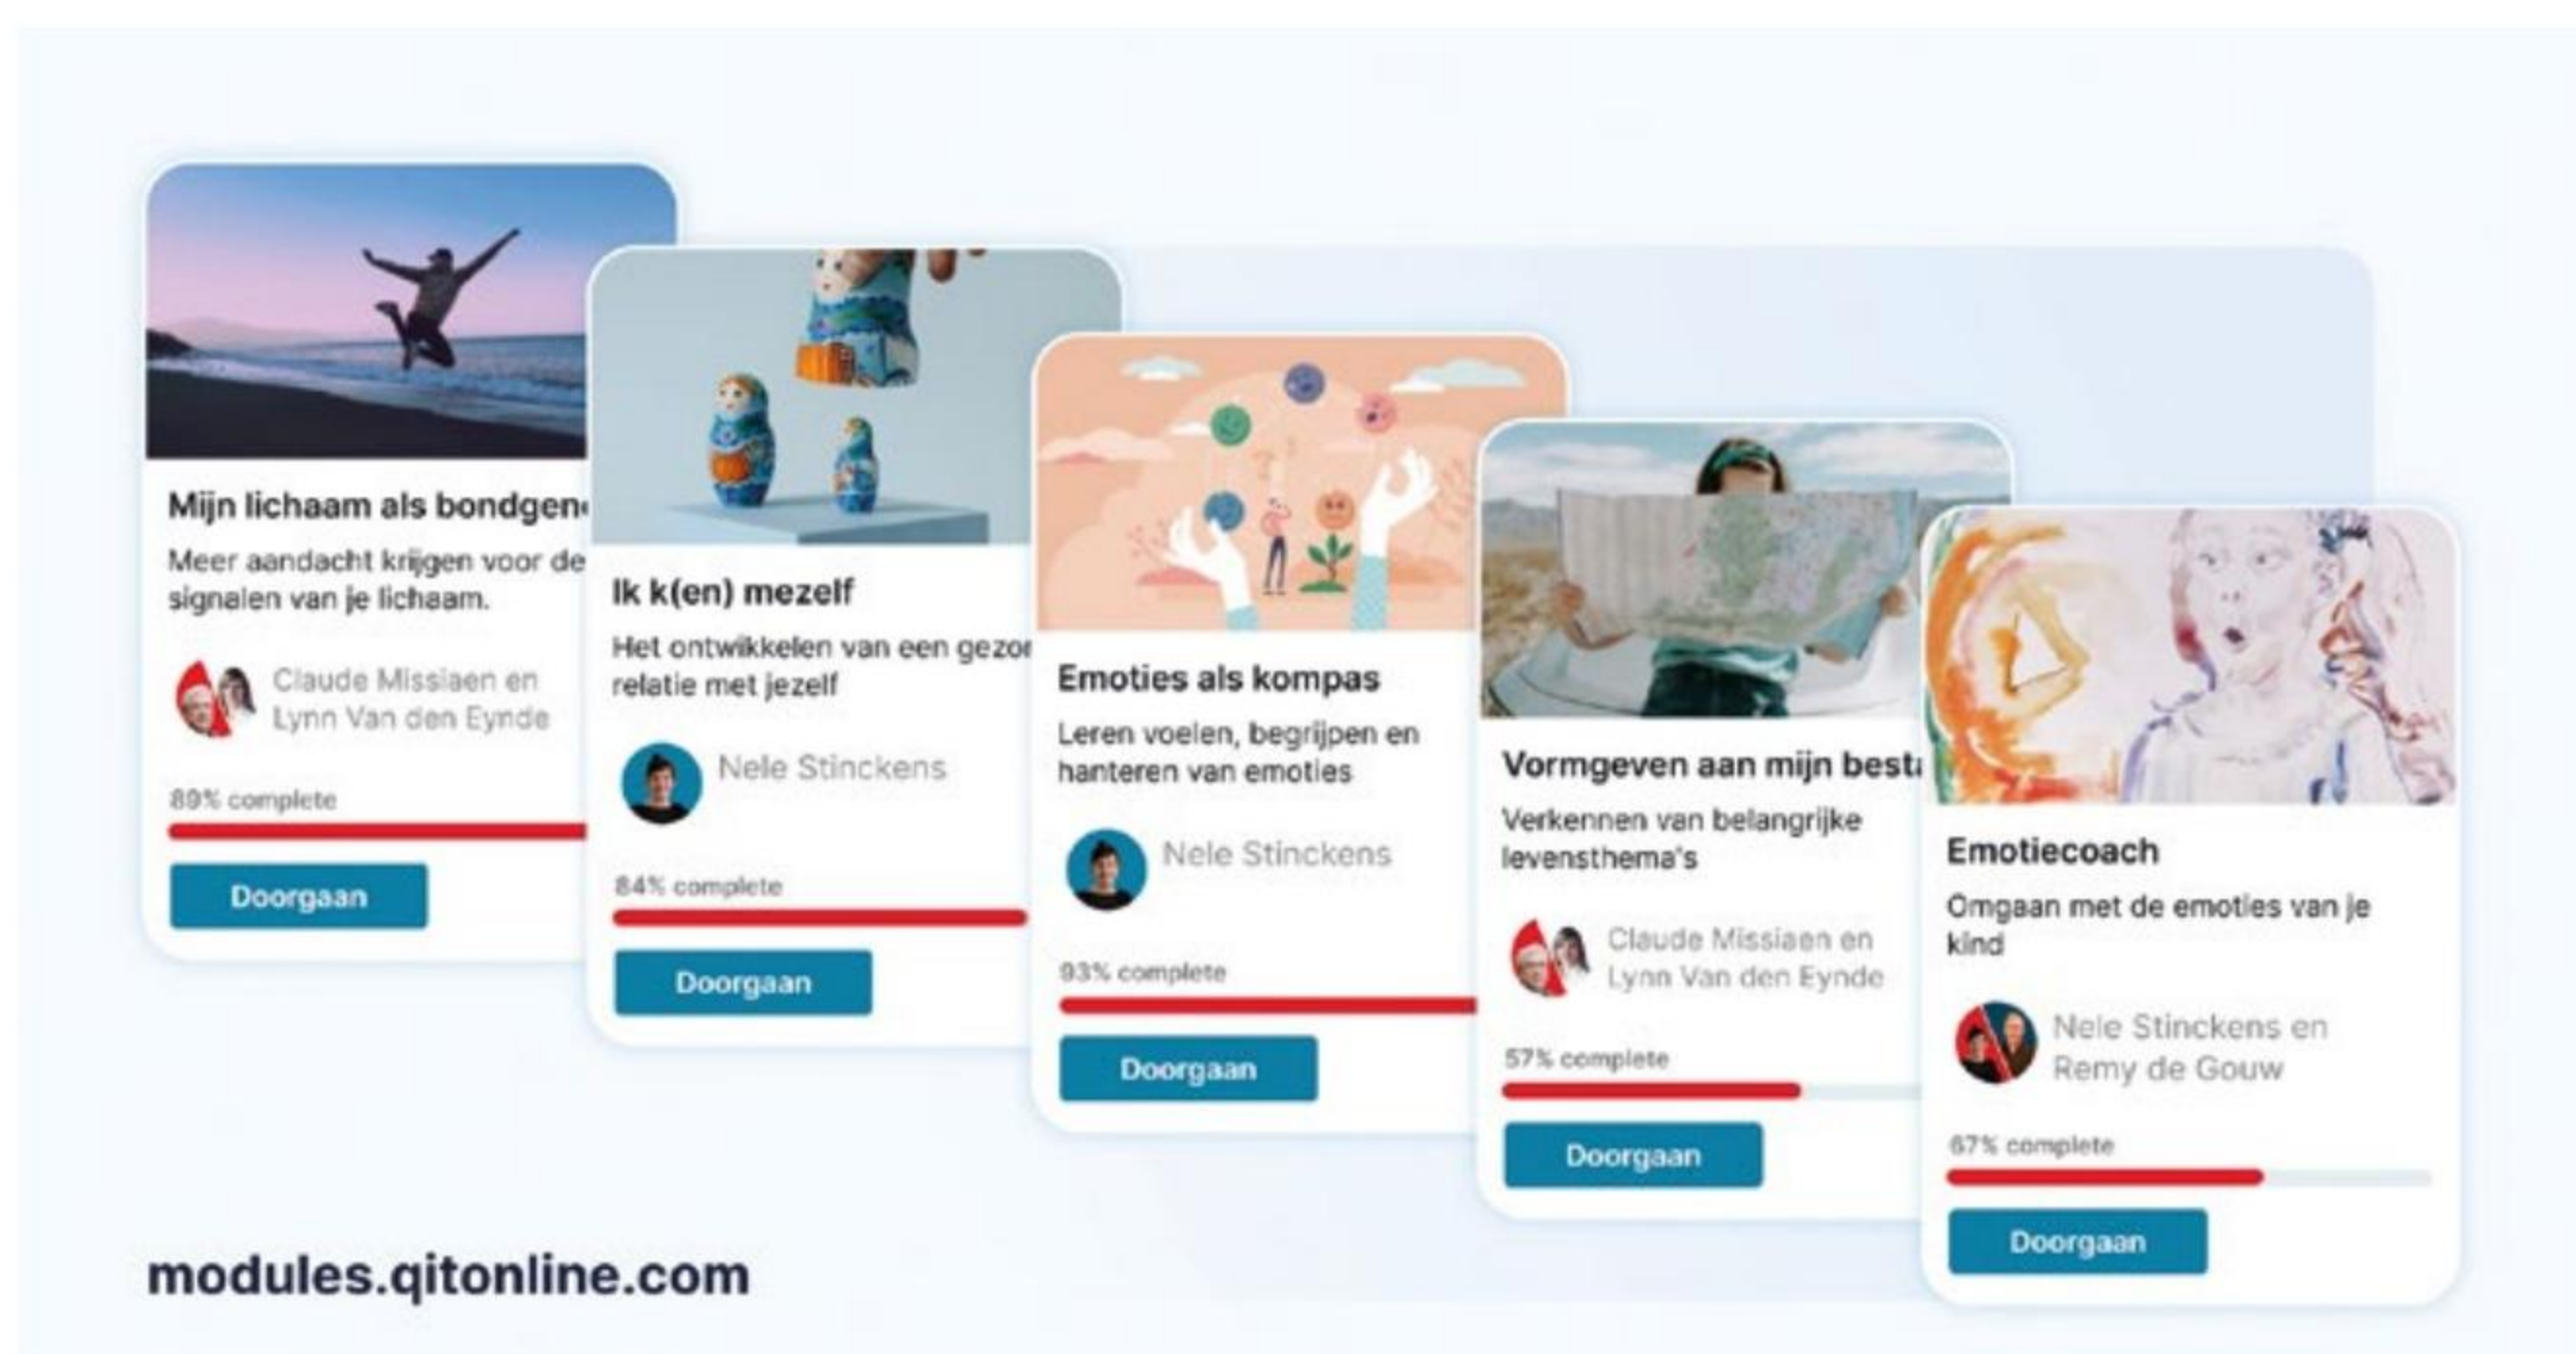 Mijn lichaam als bondgen
Meer aandacht krijgen voor de
signalen van je lichaam.
Claude Missiaen en
Lynn Van den Eynde
89% complete
Doorgaan
Ik k(en) mezelf
Het ontwikkelen van een gezon
relatie met jezelf
Nele Stinckens
84% complete
Doorgaan
Emoties als kompas
Leren voelen, begrijpen en
hanteren van emoties
Nele Stinckens
93% complete
Doorgaan
Vormgeven aan mijn besta
Verkennen van belangrijke
levensthema's
Claude Missiaen en
Lynn Van den Eynde
57% complete
Doorgaan
Emotiecoach
Omgaan met de emoties van je
kind
Nele Stinckens en
Remy de Gouw
67% complete
Doorgaan
modules.qitonline.com